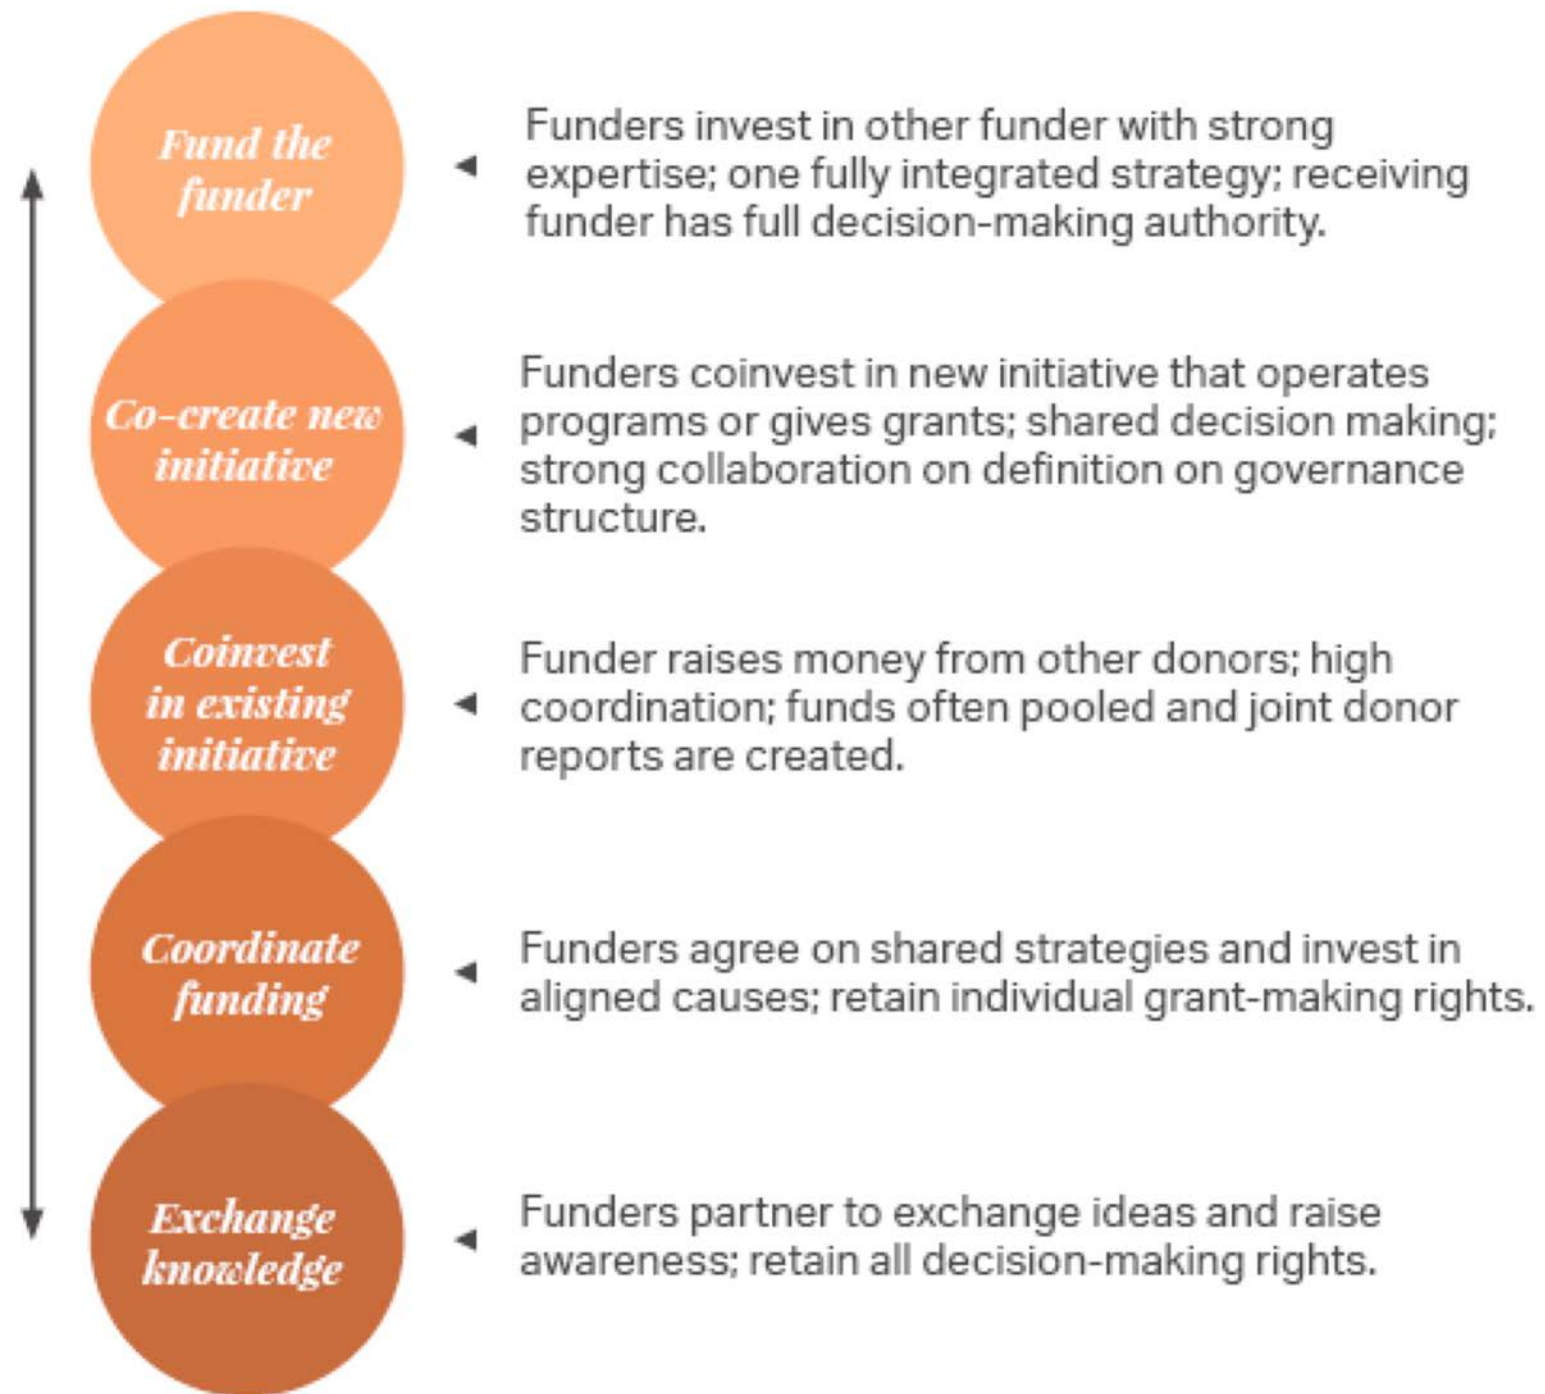 Fund the
funder
Funders invest in other funder with strong
expertise; one fully integrated strategy; receiving
funder has full decision-making authority.
Co-create new
initiative
Funders coinvest in new initiative that operates
programs or gives grants; shared decision making;
strong collaboration on definition on governance
structure.
Coinvest
in existing
initiative
Funder raises money from other donors; high
coordination; funds often pooled and joint donor
reports are created.
Coordinate
funding
Funders agree on shared strategies and invest in
aligned causes; retain individual grant-making rights.
Exchange
knowledge
Funders partner to exchange ideas and raise
awareness; retain all decision-making rights.